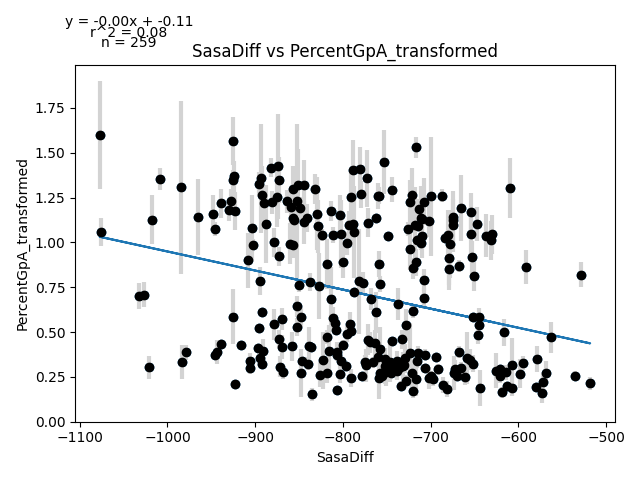 y = -0.00x + -0.11
r^2 = 0.08
n = 259
SasaDiff vs PercentGpA_transformed
PercentGpA_transformed
1.75
1.50
1.25
1.00
0.75
0.50
0.25
0.00
−1100 −1000 −900 −800 −700 −600 −500
SasaDiff